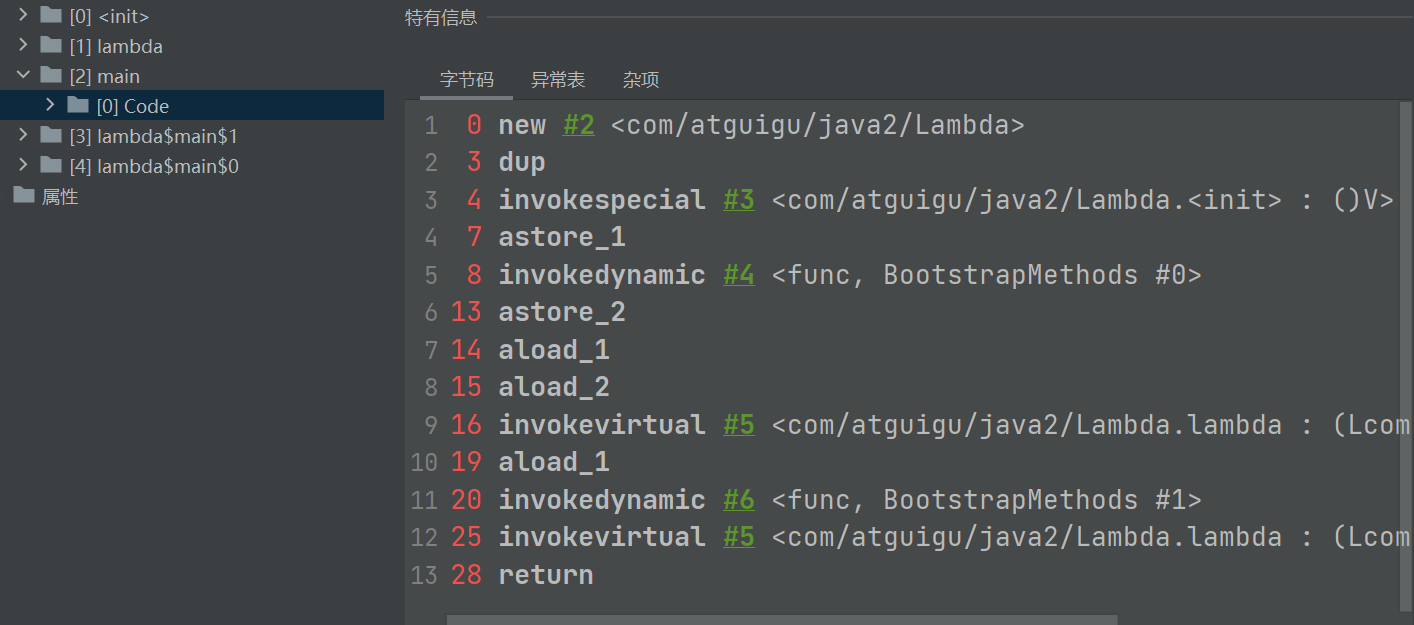 [0] <init>
[1] lambda
[2] main
[0] Code
[3] lambda$main$1
[4] lambda$main$0
属性
特有信息
字节码 异常表 杂项
1 0 new #2 <com/atguigu/java2/Lambda>
2 3 dup
3 4 invokespecial #3 <com/atguigu/java2/Lambda.<init> : ()V>
4 7 astore_1
5 8 invokedynamic #4 <func, BootstrapMethods #0>
6 13 astore_2
7 14 aload_1
8 15 aload_2
9 16 invokevirtual #5 <com/atguigu/java2/Lambda.lambda : (Lcom
10 19 aload_1
11 20 invokedynamic #6 <func, BootstrapMethods #1>
12 25 invokevirtual #5 <com/atguigu/java2/Lambda.lambda : (Lcom
13 28 return